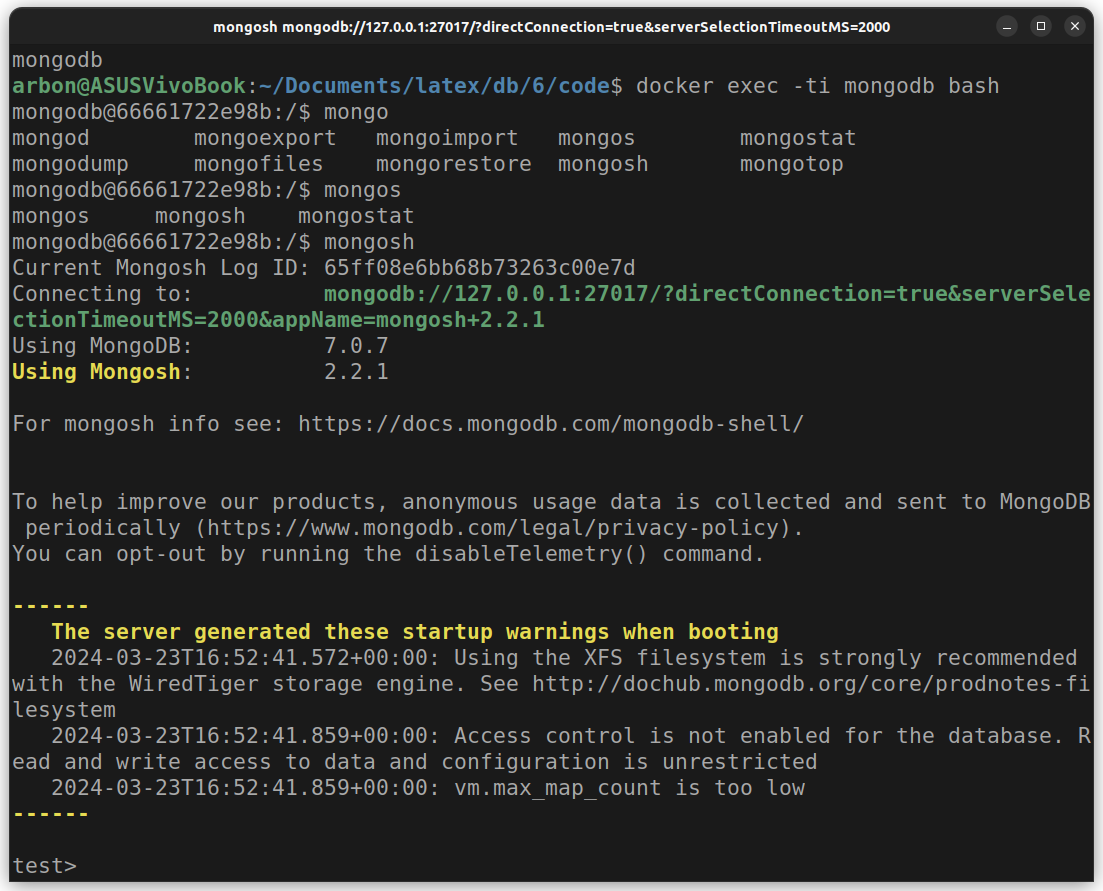 mongosh mongodb://127.0.0.1:27017/?directConnection=true&serverSelectionTimeoutMS=2000
mongodb
arbon@ASUSVivoBook:~/Documents/latex/db/6/code$ docker exec -ti mongodb bash
mongodb@66661722e98b:/$ mongo
mongod        mongoexport   mongoimport   mongos        mongostat
mongodump     mongofiles    mongorestore  mongosh       mongotop
mongodb@66661722e98b:/$ mongos
mongos     mongosh    mongostat
mongodb@66661722e98b:/$ mongosh
Current Mongosh Log ID: 65ff08e6bb68b73263c00e7d
Connecting to:          mongodb://127.0.0.1:27017/?directConnection=true&serverSele
ctionTimeoutMS=2000&appName=mongosh+2.2.1
Using MongoDB:          7.0.7
Using Mongosh:          2.2.1
For mongosh info see: https://docs.mongodb.com/mongodb-shell/
To help improve our products, anonymous usage data is collected and sent to MongoDB
 periodically (https://www.mongodb.com/legal/privacy-policy).
You can opt-out by running the disableTelemetry() command.
------
   The server generated these startup warnings when booting
   2024-03-23T16:52:41.572+00:00: Using the XFS filesystem is strongly recommended
with the WiredTiger storage engine. See http://dochub.mongodb.org/core/prodnotes-fi
lesystem
   2024-03-23T16:52:41.859+00:00: Access control is not enabled for the database. R
ead and write access to data and configuration is unrestricted
   2024-03-23T16:52:41.859+00:00: vm.max_map_count is too low
------
test>